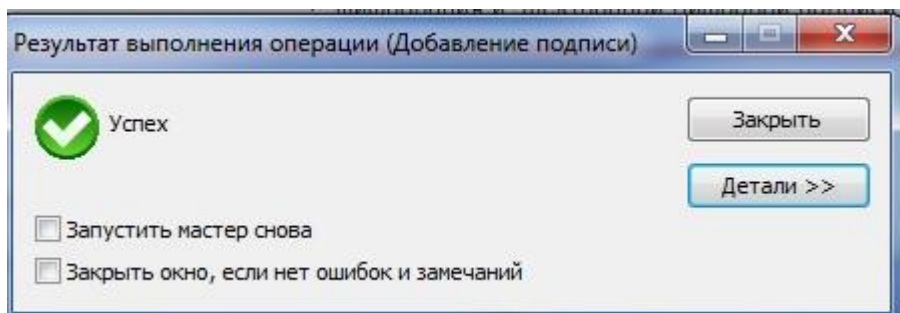 Результат выполнения операции (Добавление подписи)
Успех
Закрыть
Детали >>
Запустить мастер снова
Закрыть окно, если нет ошибок и замечаний